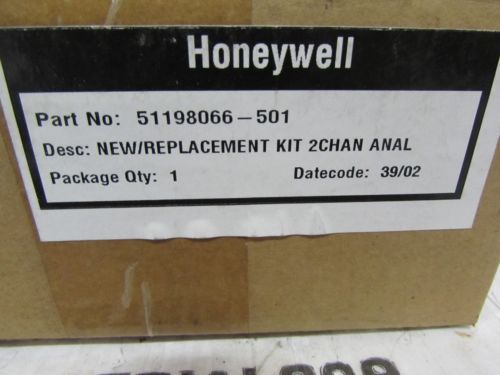 Honeywell
Part No: 51198066-501
Desc: NEW/REPLACEMENT KIT 2CHAN ANAL
Package Qty: 1 Datecode: 39/02